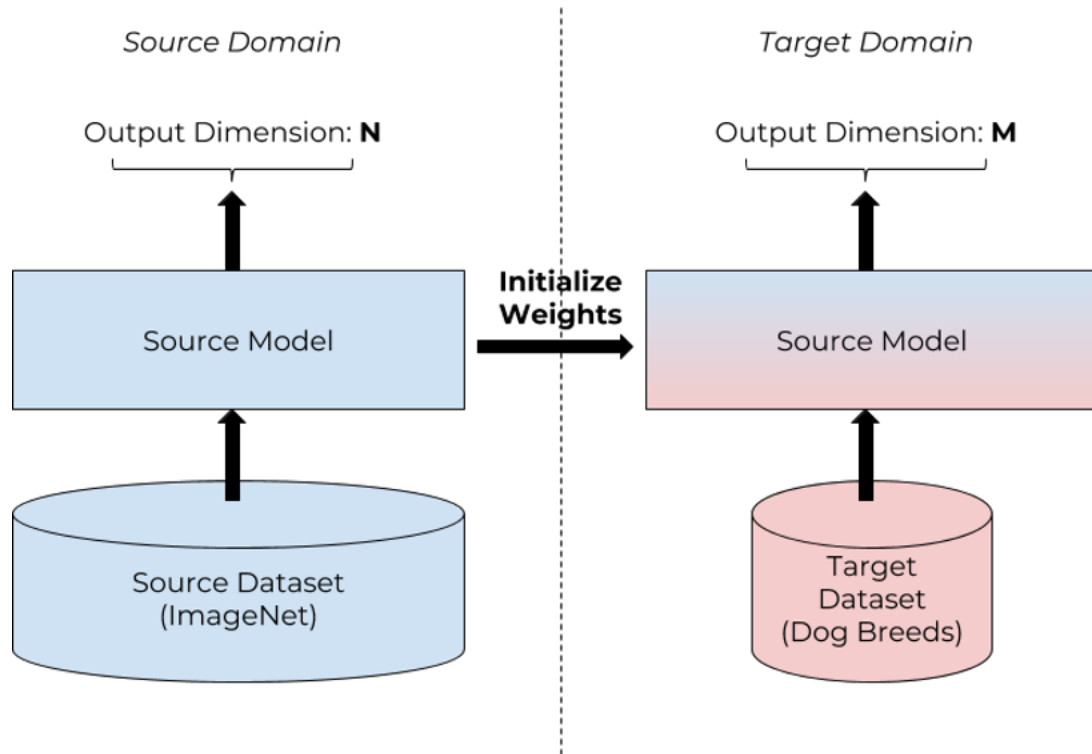 Source Domain
Target Domain
Output Dimension: N
Output Dimension: M
Initialize
Weights
Source Model
Source Model
Source Dataset
(ImageNet)
Target
Dataset
(Dog Breeds)